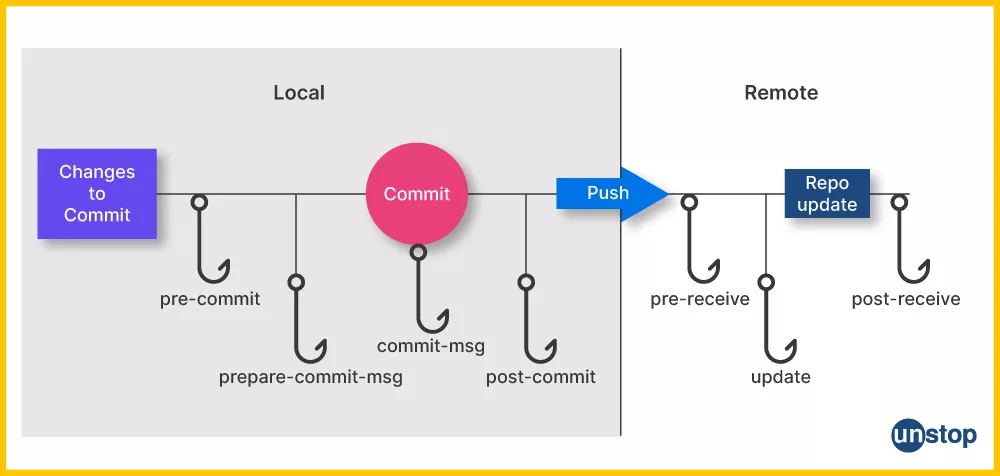 Local
Remote
Changes
to
Commit
Commit
Push
Repo
update
pre-commit
prepare-commit-msg
commit-msg
post-commit
pre-receive
update
post-receive
unstop